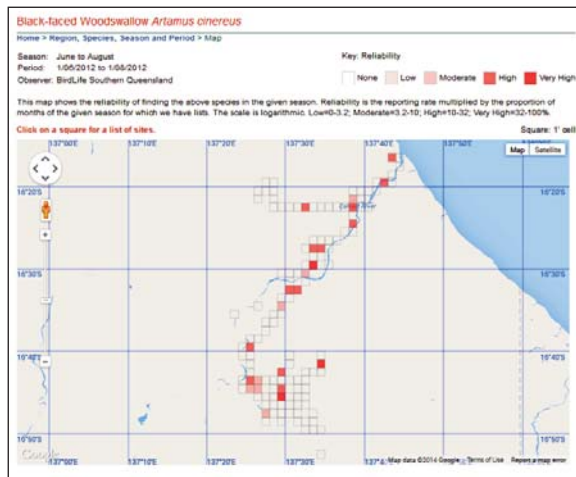 Black-faced Woodswallow Artamus cinereus
Home > Region, Species, Season and Period > Map
Season: June to August
Period: 1/06/2012 to 1/08/2012
Observer: BirdLife Southern Queensland
Key: Reliability
None Low Moderate High Very High
This map shows the reliability of finding the above species in the given season. Reliability is the reporting rate multiplied by the proportion of
months of the given season for which we have lists. The scale is logarithmic. Low=0-3.2; Moderate=3.2-10; High=10-32; Very High=32-100%.
Click on a square for a list of sites. Square: 1' cell
137°00'E 137°10'E 137°20'E 137°30'E 137°40'E 137°50'E
Map Satellite
16°20'S 16°20'S
16°30'S 16°30'S
16°40'S 16°40'S
16°50'S 16°50'S
Google Map data ©2014 Google Terms of Use Report a map error
137°00'E 137°10'E 137°20'E 137°30'E